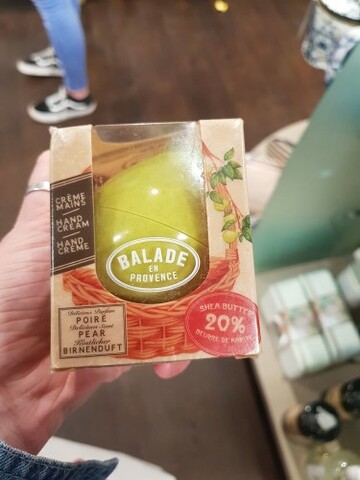 CRÈME
MAINS
HAND
CREAM
HAND
CREME
BALADE
EN
PROVENCE
Délicieux Parfum
POIRE
Delicious Scent
PEAR
Köstlicher
BIRNENDUFT
SHEA BUTTER
20%
BEURRE DE KARITÉ